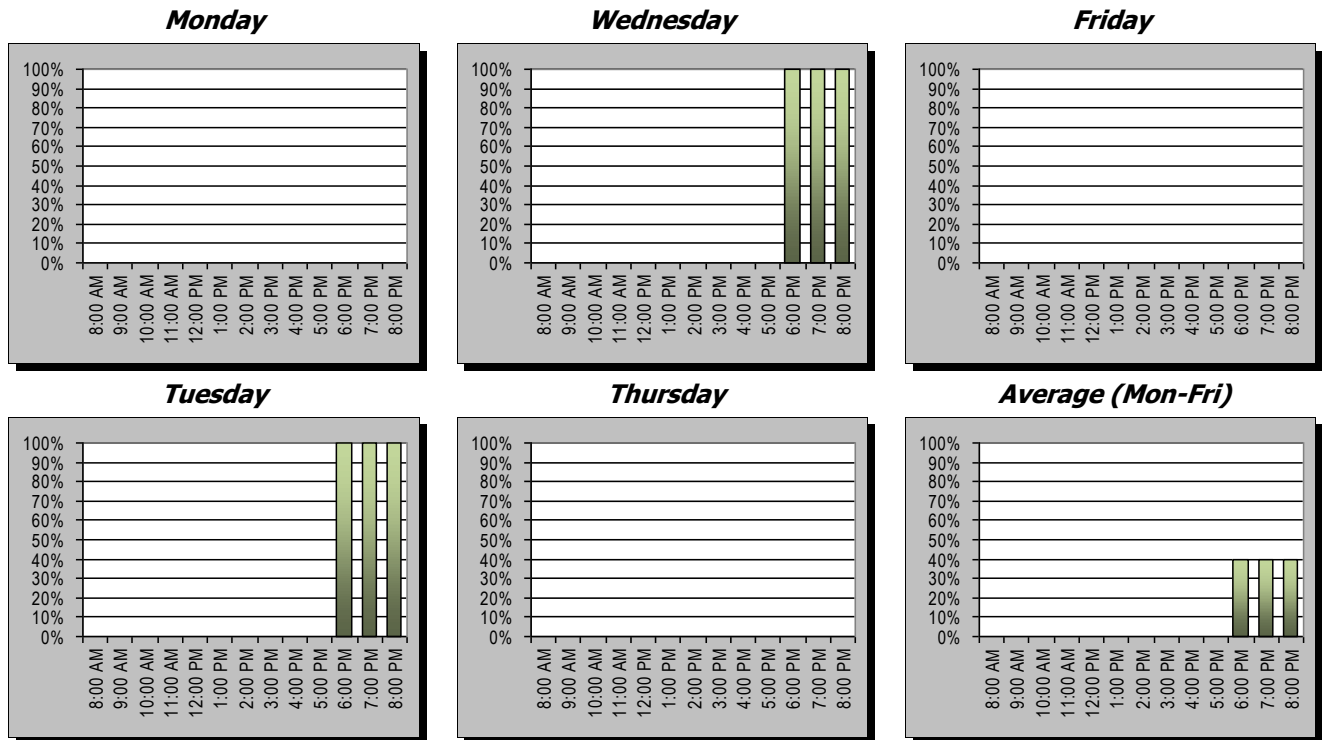 Monday
100%
90%
80%
70%
60%
50%
40%
30%
20%
10%
0%
8:00 AM
9:00 AM
10:00 AM
11:00 AM
12:00 PM
1:00 PM
2:00 PM
3:00 PM
4:00 PM
5:00 PM
6:00 PM
7:00 PM
8:00 PM
Wednesday
100%
90%
80%
70%
60%
50%
40%
30%
20%
10%
0%
8:00 AM
9:00 AM
10:00 AM
11:00 AM
12:00 PM
1:00 PM
2:00 PM
3:00 PM
4:00 PM
5:00 PM
6:00 PM
7:00 PM
8:00 PM
Friday
100%
90%
80%
70%
60%
50%
40%
30%
20%
10%
0%
8:00 AM
9:00 AM
10:00 AM
11:00 AM
12:00 PM
1:00 PM
2:00 PM
3:00 PM
4:00 PM
5:00 PM
6:00 PM
7:00 PM
8:00 PM
Tuesday
100%
90%
80%
70%
60%
50%
40%
30%
20%
10%
0%
8:00 AM
9:00 AM
10:00 AM
11:00 AM
12:00 PM
1:00 PM
2:00 PM
3:00 PM
4:00 PM
5:00 PM
6:00 PM
7:00 PM
8:00 PM
Thursday
100%
90%
80%
70%
60%
50%
40%
30%
20%
10%
0%
8:00 AM
9:00 AM
10:00 AM
11:00 AM
12:00 PM
1:00 PM
2:00 PM
3:00 PM
4:00 PM
5:00 PM
6:00 PM
7:00 PM
8:00 PM
Average (Mon-Fri)
100%
90%
80%
70%
60%
50%
40%
30%
20%
10%
0%
8:00 AM
9:00 AM
10:00 AM
11:00 AM
12:00 PM
1:00 PM
2:00 PM
3:00 PM
4:00 PM
5:00 PM
6:00 PM
7:00 PM
8:00 PM